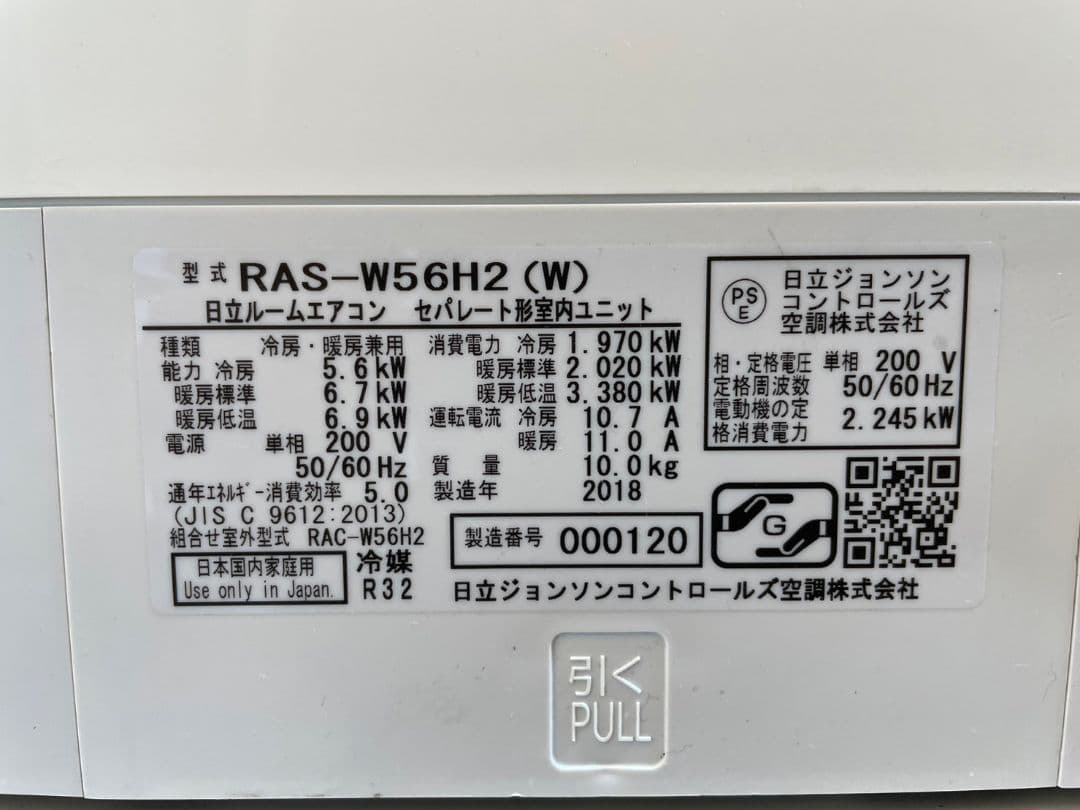 型式 RAS-W56H2 (W)
日立ルームエアコン セパレート形室内ユニット
種類 冷房・暖房兼用
能力 冷房 5.6kW
暖房標準 6.7kW
暖房低温 6.9kW
電源 単相 200 V
50/60 Hz
通年ｴﾈﾙｷﾞｰ消費効率 5.0
(JIS C 9612:2013)
組合せ室外型式 RAC-W56H2
日本国内家庭用
Use only in Japan.
冷媒
R32
消費電力 冷房 1.970 kW
暖房標準 2.020 kW
暖房低温 3.380 kW
運転電流 冷房 10.7 A
暖房 11.0 A
質量 10.0kg
製造年 2018
製造番号 000120
日立ジョンソンコントロールズ空調株式会社
PS
E
日立ジョンソン
コントロールズ
空調株式会社
相・定格電圧 単相 200 V
定格周波数 50/60 Hz
電動機の定
格消費電力 2.245kW
G
引く
PULL